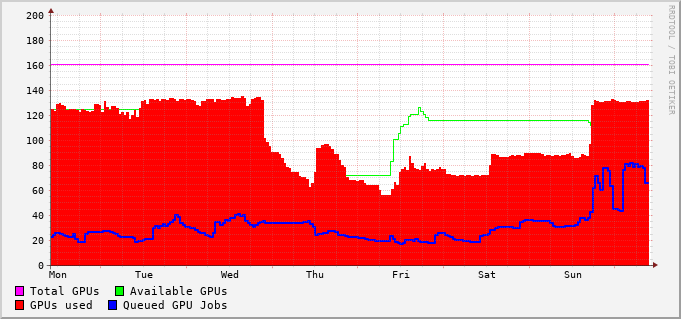 200
180
160
140
120
100
80
60
40
20
0
Mon Tue Wed Thu Fri Sat Sun
Total GPUs Available GPUs
GPUs used Queued GPU Jobs
RRDTOOL / TOBI OETIKER